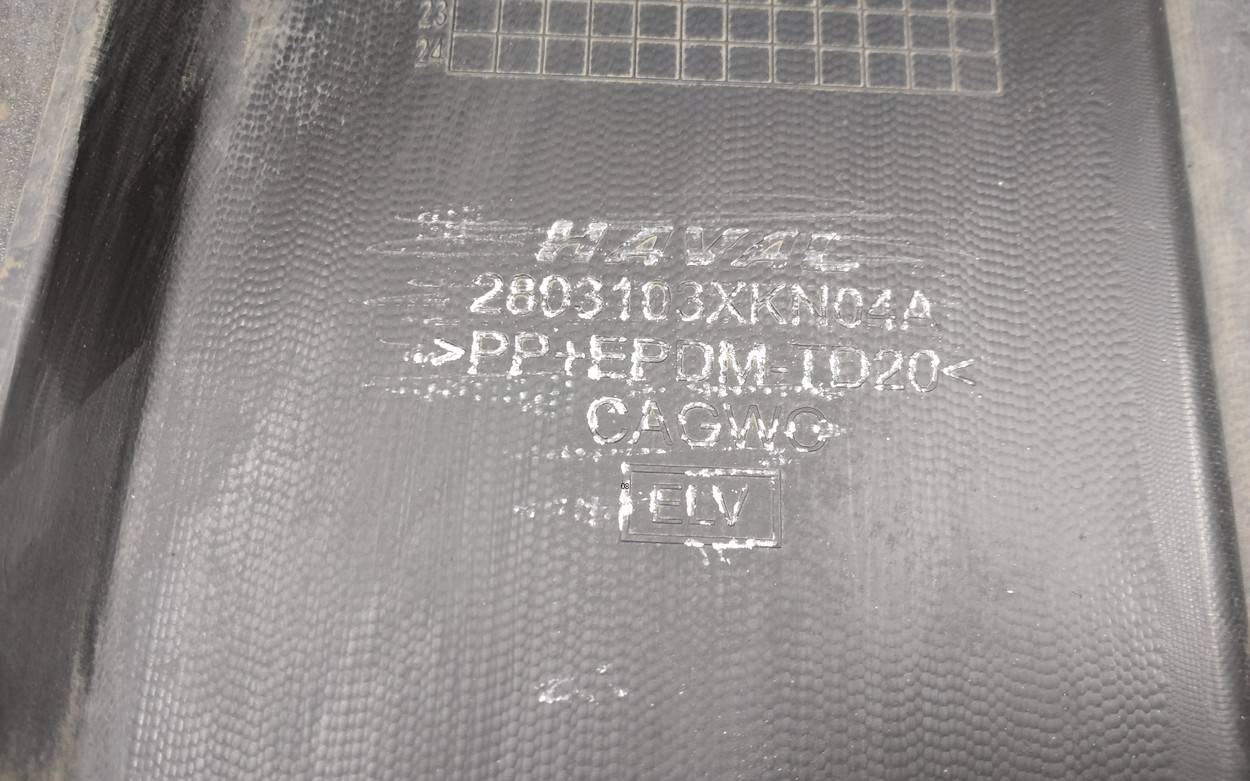 23
24
HAVAL
2803103XKN04A
>PP+EPDM-TD20<
CAGWC
ELV